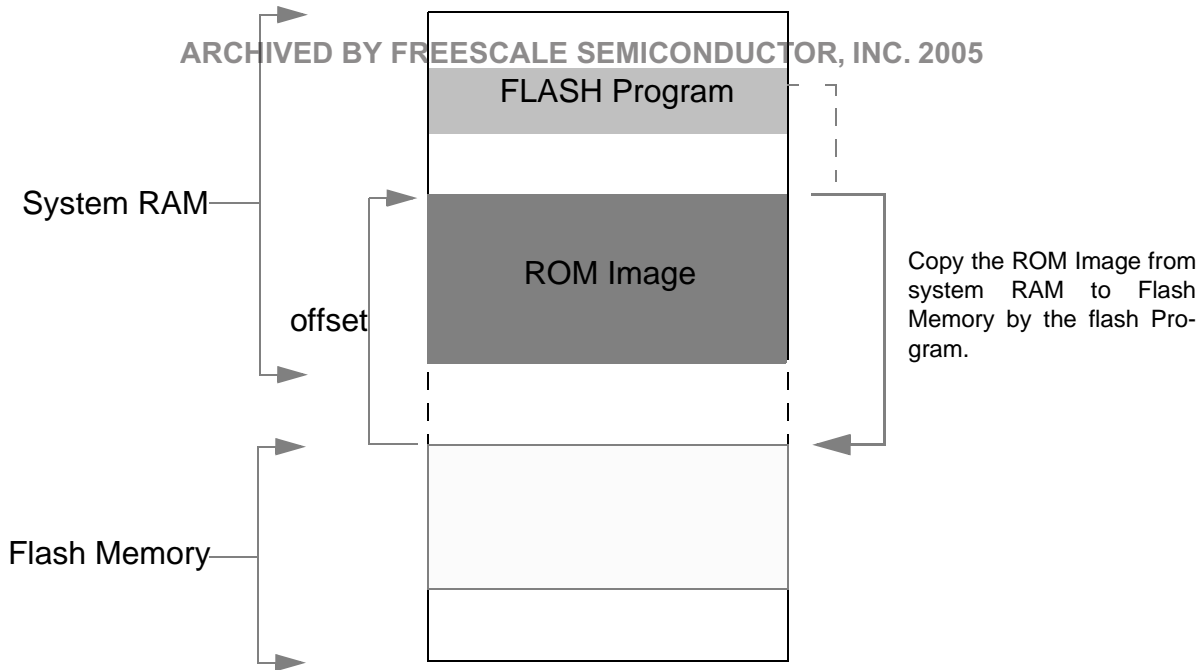 ARCHIVED BY FREESCALE SEMICONDUCTOR, INC. 2005
FLASH Program
System RAM
ROM Image
offset
Copy the ROM Image from
system RAM to Flash
Memory by the flash Pro-
gram.
Flash Memory